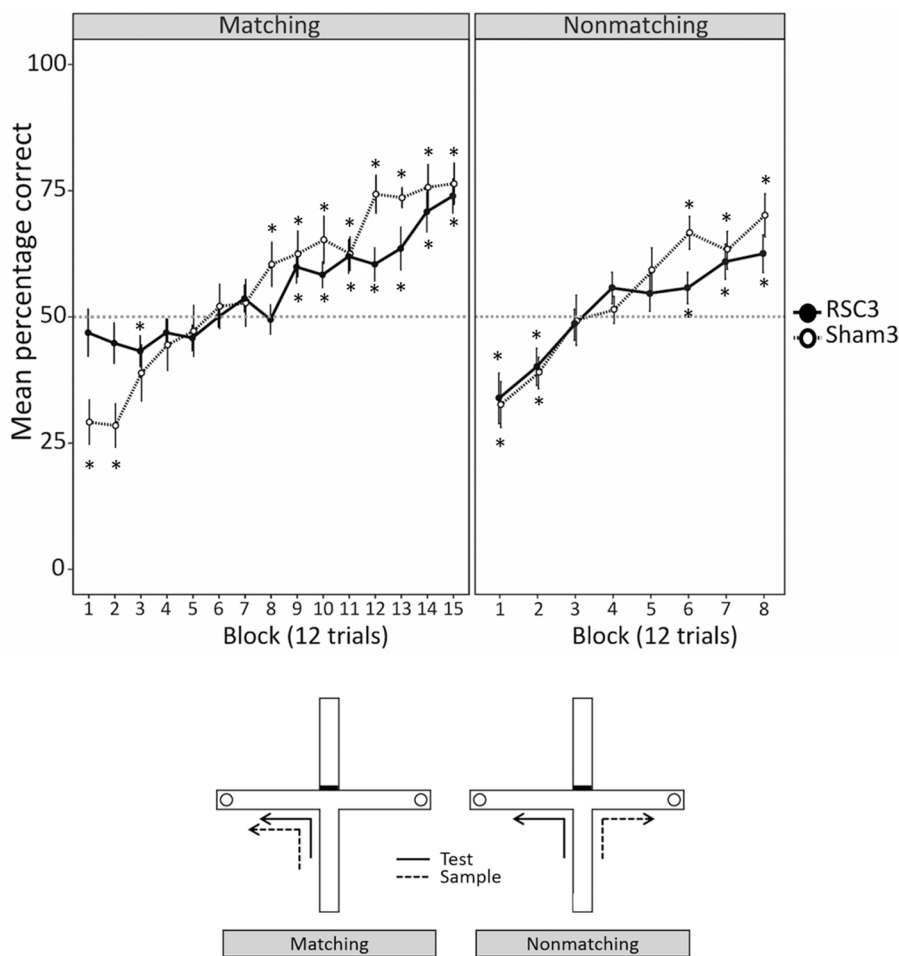 Matching Nonmatching
Mean percentage correct
100
75
50
25
0
* * * * * * * * * * * * * * * * *
* * * * * * * * *
RSC3
Sham3
1 2 3 4 5 6 7 8 9 10 11 12 13 14 15
1 2 3 4 5 6 7 8
Block (12 trials) Block (12 trials)
Test
Sample
Matching Nonmatching